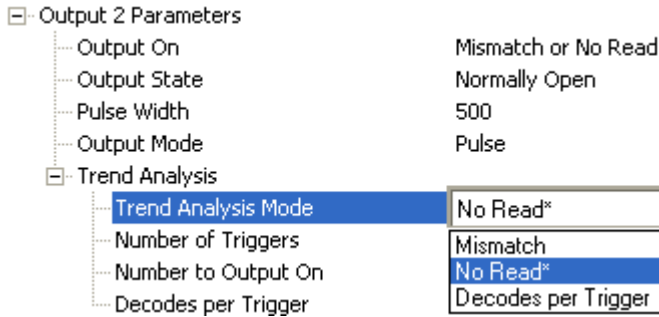 Output 2 Parameters
Output On Mismatch or No Read
Output State Normally Open
Pulse Width 500
Output Mode Pulse
Trend Analysis
Trend Analysis Mode No Read*
Number of Triggers Mismatch
Number to Output On No Read*
Decodes per Trigger Decodes per Trigger